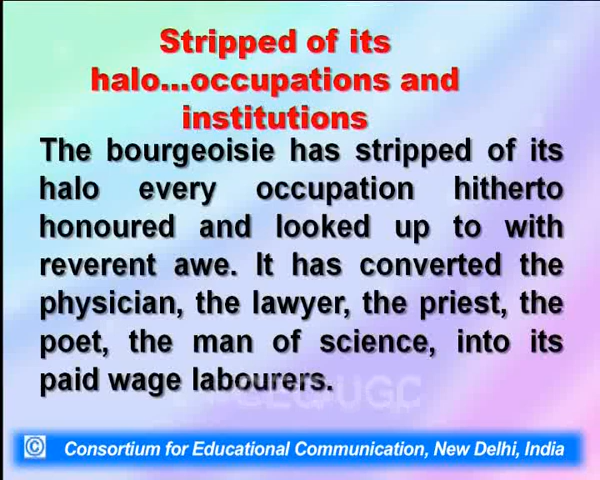 Stripped of its
halo...occupations and
institutions
The bourgeoisie has stripped of its
halo every occupation hitherto
honoured and looked up to with
reverent awe. It has converted the
physician, the lawyer, the priest, the
poet, the man of science, into its
paid wage labourers.
© Consortium for Educational Communication, New Delhi, India